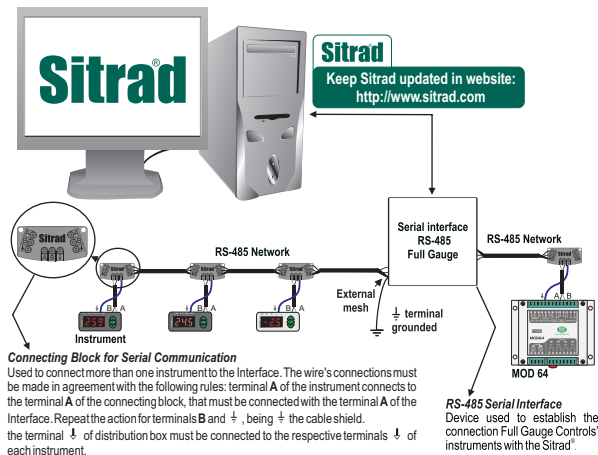 Sitrad®
Sitrad®
Keep Sitrad updated in website:
http://www.sitrad.com
Serial interface
RS-485
Full Gauge
Sitrad
RS-485 Network
RS-485 Network
Sitrad
Sitrad
Sitrad
Sitrad
External
mesh
⏚ terminal
grounded
B A
B A
B A
A B
Instrument
MOD64
MOD 64
Connecting Block for Serial Communication
Used to connect more than one instrument to the Interface. The wire's connections must
be made in agreement with the following rules: terminal A of the instrument connects to
the terminal A of the connecting block, that must be connected with the terminal A of the
Interface. Repeat the action for terminals B and ⏚ , being ⏚ the cable shield.
the terminal ⏚ of distribution box must be connected to the respective terminals ⏚ of
each instrument.
RS-485 Serial Interface
Device used to establish the
connection Full Gauge Controls'
instruments with the Sitrad®.